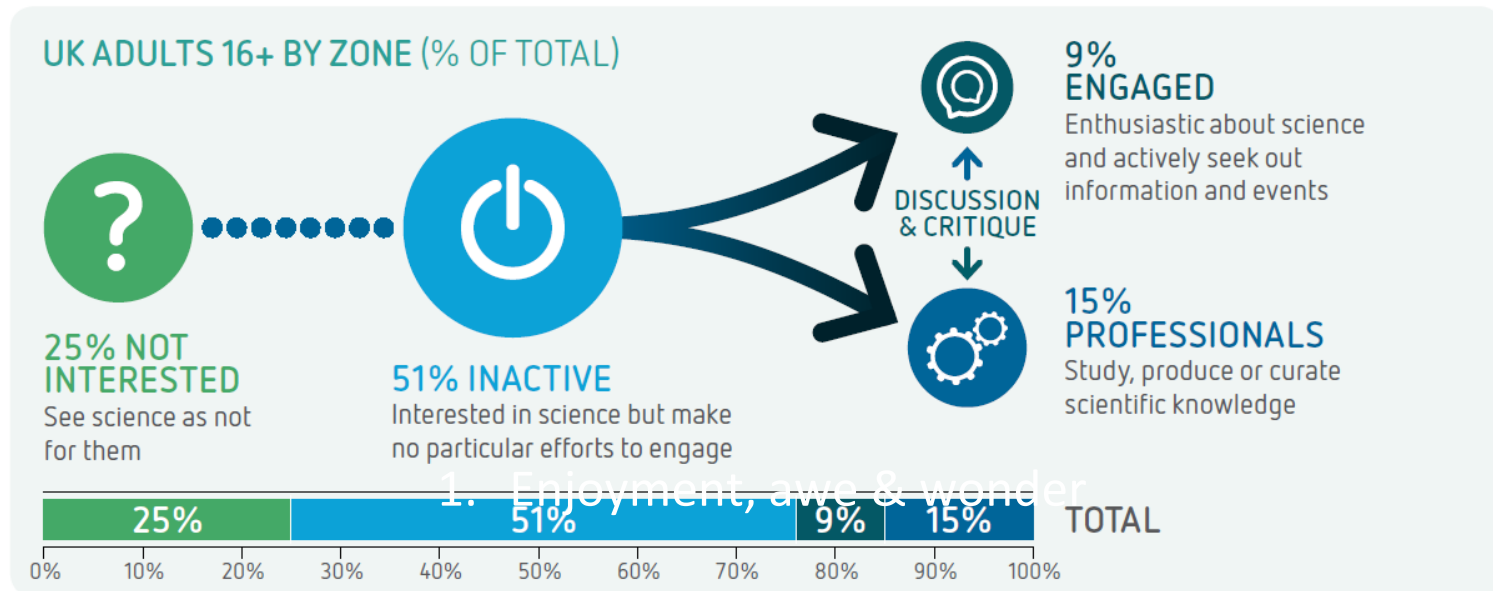 UK ADULTS 16+ BY ZONE (% OF TOTAL)
?
25% NOT
INTERESTED
See science as not
for them
51% INACTIVE
Interested in science but make
no particular efforts to engage
DISCUSSION
& CRITIQUE
9%
ENGAGED
Enthusiastic about science
and actively seek out
information and events
15%
PROFESSIONALS
Study, produce or curate
scientific knowledge
1. Enjoyment, awe & wonder
25% 51% 9% 15% TOTAL
0% 10% 20% 30% 40% 50% 60% 70% 80% 90% 100%